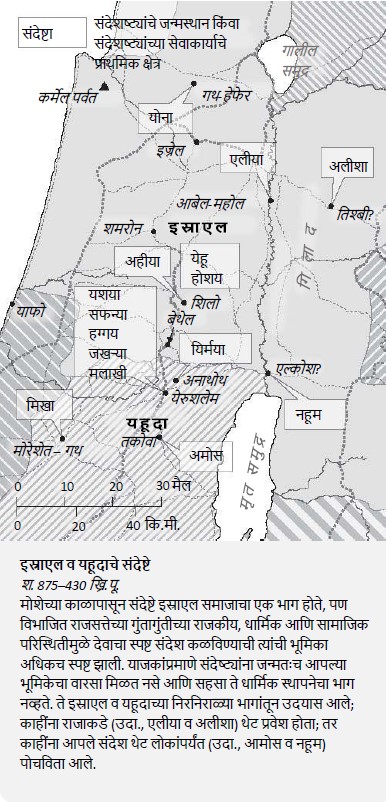 संदेष्टा
संदेशष्ट्यांचे जन्मस्थान किंवा
संदेशष्ट्यांच्या सेवाकार्याचे
प्राथमिक क्षेत्र
गालील
समुद्र
कर्मेल पर्वत
गथ-हेफेर
योना
इज्रेल
एलीया
अलीशा
आबेल-महोल
तिश्बी?
शमरोन
इस्राएल
गिलाद
अहीया
येहू
होशय
यशया
सफन्या
हग्गय
जखऱ्या
मलाखी
शिलो
बेथेल
याफो
यिर्मया
एल्कोश?
अनाथोथ
येरुशलेम
मिखा
नहूम
यहूदा
तकोवा
मोरेशेत – गथ
आमोस
मृत समुद्र
0 10 20 30 मैल
0 20 40 कि.मी.
इस्राएल व यहूदाचे संदेष्टे
श. 875–430 ख्रि.पू.
मोशेच्या काळापासून संदेष्टे इस्राएल समाजाचा एक भाग होते, पण
विभाजित राजसत्तेच्या गुंतागुंतीच्या राजकीय, धार्मिक आणि सामाजिक
परिस्थितीमुळे देवाचा स्पष्ट संदेश कळविण्याची त्यांची भूमिका
अधिकच स्पष्ट झाली. याजकांप्रमाणे संदेष्ट्यांना जन्मतःच आपल्या
भूमिकेचा वारसा मिळत नसे आणि सहसा ते धार्मिक स्थापनेचा भाग
नव्हते. ते इस्राएल व यहूदाच्या निरनिराळ्या भागांतून उदयास आले;
काहींना राजाकडे (उदा., एलीया व अलीशा) थेट प्रवेश होता; तर
काहींना आपले संदेश थेट लोकांपर्यंत (उदा., आमोस व नहूम)
पोचविता आले.